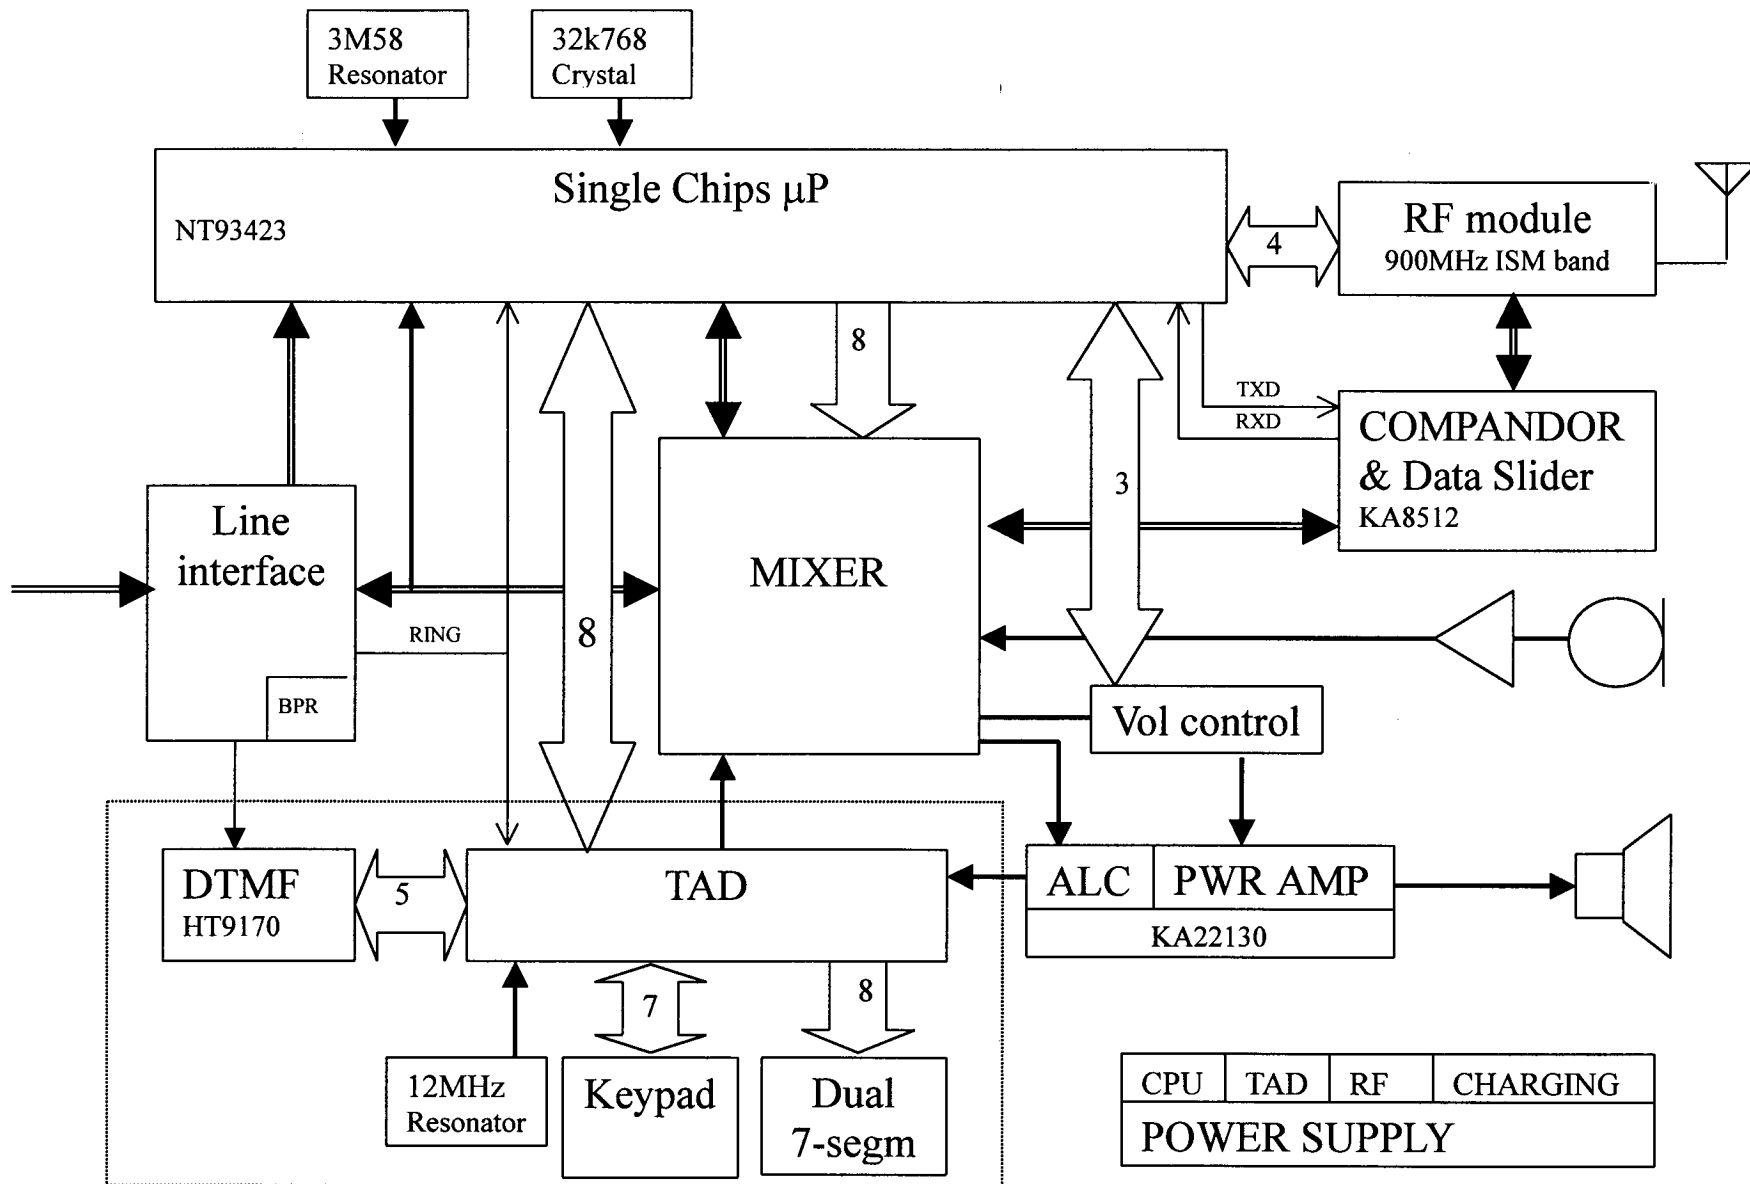 3M58
Resonator
32k768
Crystal
Single Chips μP
NT93423
4
RF module
900MHz ISM band
8
TXD
RXD
COMPANDOR
& Data Slider
KA8512
3
Line
interface
MIXER
RING
8
BPR
Vol control
DTMF
HT9170
5
TAD
ALC
PWR AMP
KA22130
7
8
12MHz
Resonator
Keypad
Dual
7-segm
CPU
TAD
RF
CHARGING
POWER SUPPLY